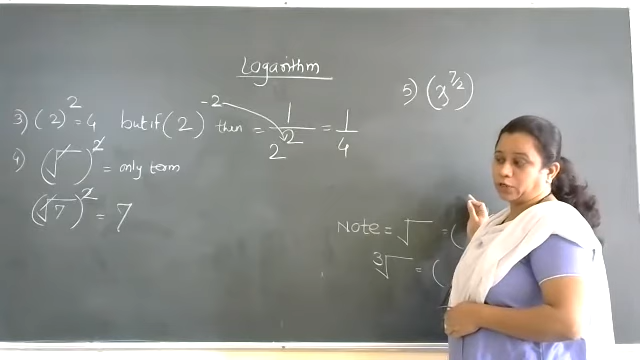 Logarithm
3) (2)² = 4 but if (2)⁻² then = 1/2² = 1/4
4) (√ )² = only term
(√7)² = 7
5) (x^7/2)
Note = √ = (
³√ = (